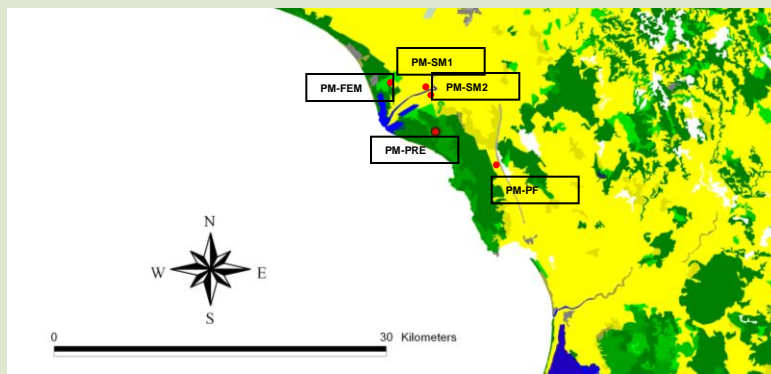 PM-SM1
PM-FEM
PM-SM2
PM-PRE
PM-PF
N
W E
S
0 30 Kilometers